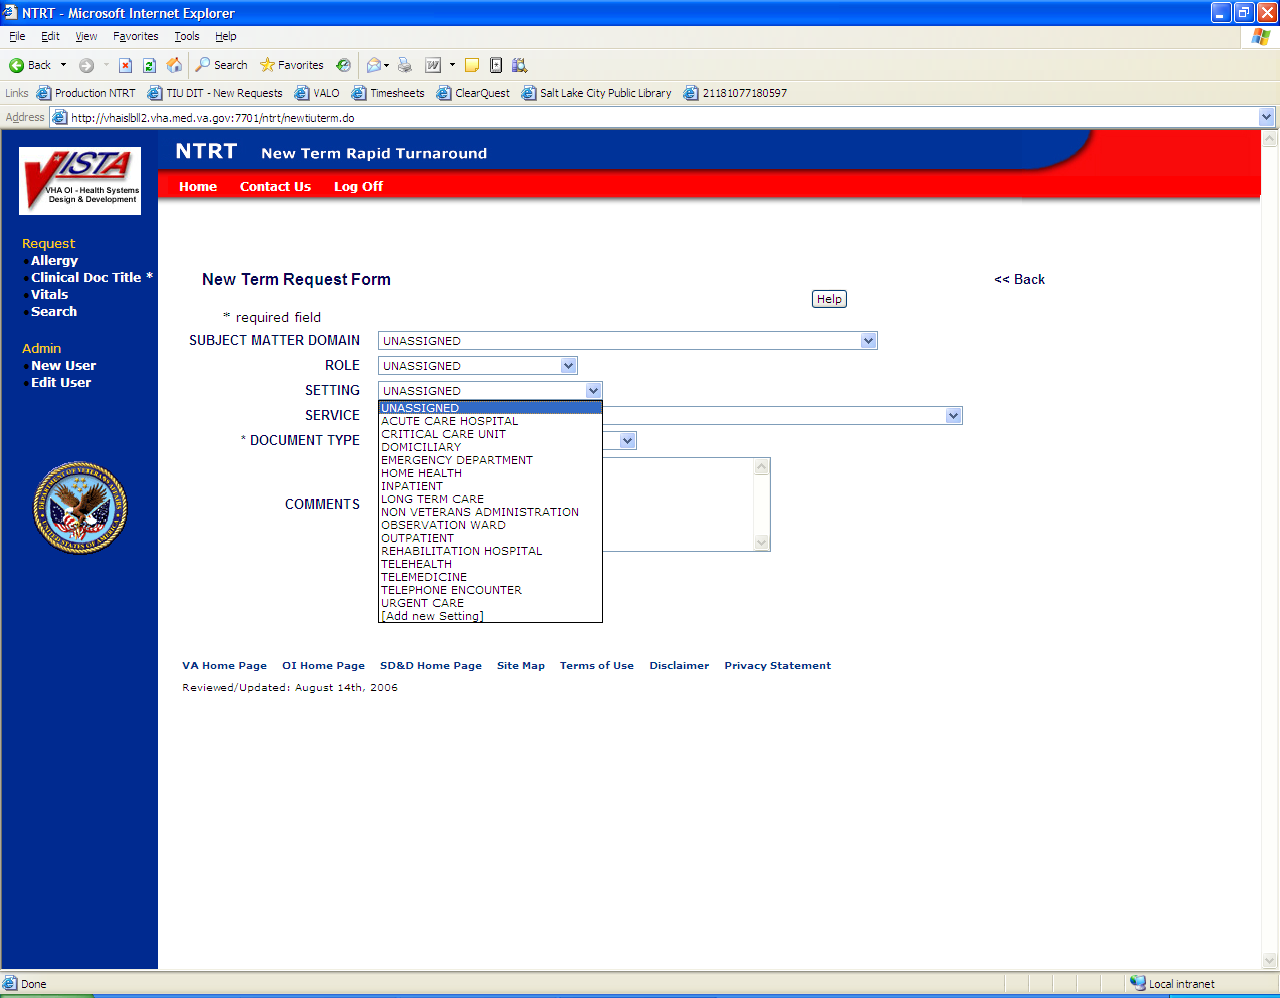 NTRT - Microsoft Internet Explorer
File Edit View Favorites Tools Help
Back Search Favorites
Links Production NTRT TIU DIT - New Requests VALO Timesheets ClearQuest Salt Lake City Public Library 21181077180597
Address http://vhaislbll2.vha.med.va.gov:7701/ntrt/newtiuterm.do
VISTA
VHA OI - Health Systems
Design & Development
NTRT New Term Rapid Turnaround
Home Contact Us Log Off
Request
Allergy
Clinical Doc Title *
Vitals
Search
Admin
New User
Edit User
New Term Request Form
<< Back
Help
* required field
SUBJECT MATTER DOMAIN UNASSIGNED
ROLE UNASSIGNED
SETTING UNASSIGNED
SERVICE
* DOCUMENT TYPE
COMMENTS
UNASSIGNED
ACUTE CARE HOSPITAL
CRITICAL CARE UNIT
DOMICILIARY
EMERGENCY DEPARTMENT
HOME HEALTH
INPATIENT
LONG TERM CARE
NON VETERANS ADMINISTRATION
OBSERVATION WARD
OUTPATIENT
REHABILITATION HOSPITAL
TELEHEALTH
TELEMEDICINE
TELEPHONE ENCOUNTER
URGENT CARE
[Add new Setting]
VA Home Page OI Home Page SD&D Home Page Site Map Terms of Use Disclaimer Privacy Statement
Reviewed/Updated: August 14th, 2006
Done
Local intranet